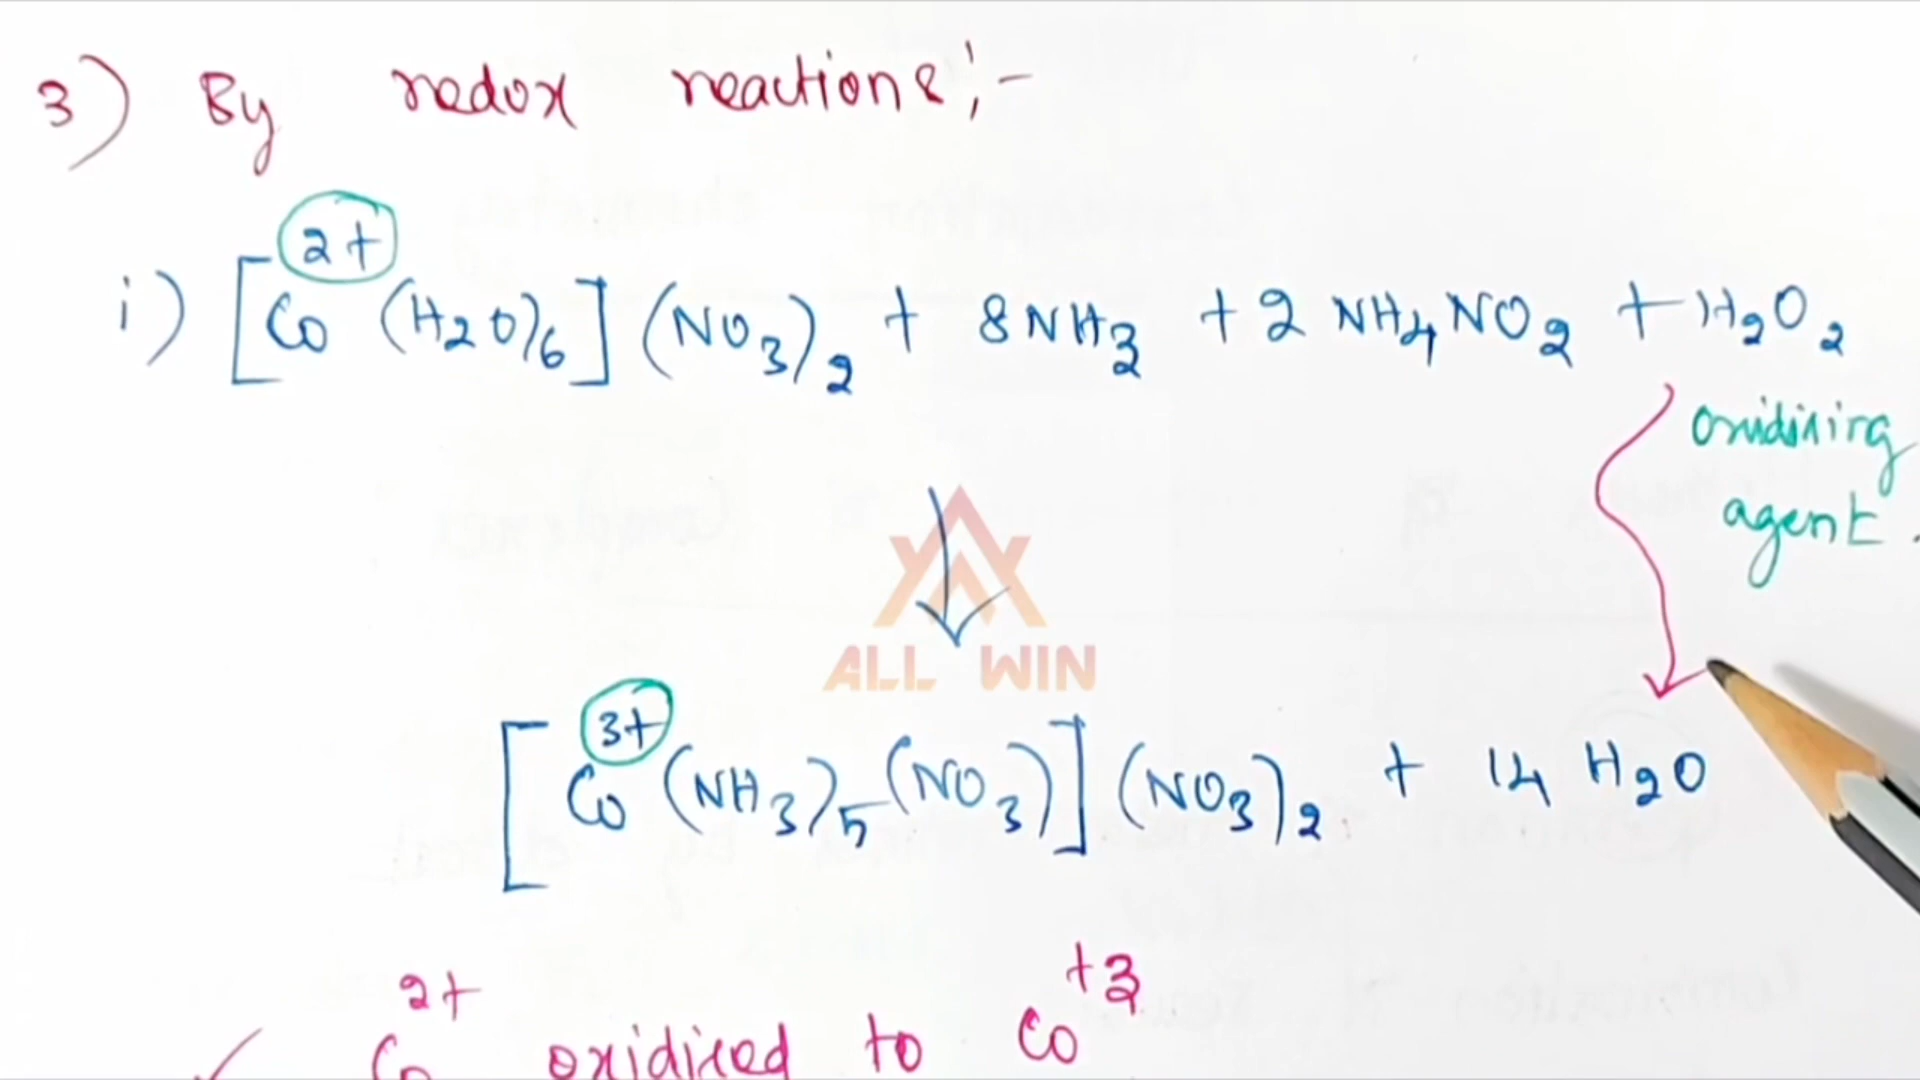 3) By redox reactions:-
2+
i) [Co (H2O)6] (NO3)2 + 8NH3 + 2 NH4NO2 + H2O2
oxidising
agent.
ALL WIN
3+
[Co (NH3)5 (NO3)] (NO3)2 + 14 H2O
2+ +3
✓ Co oxidized to Co